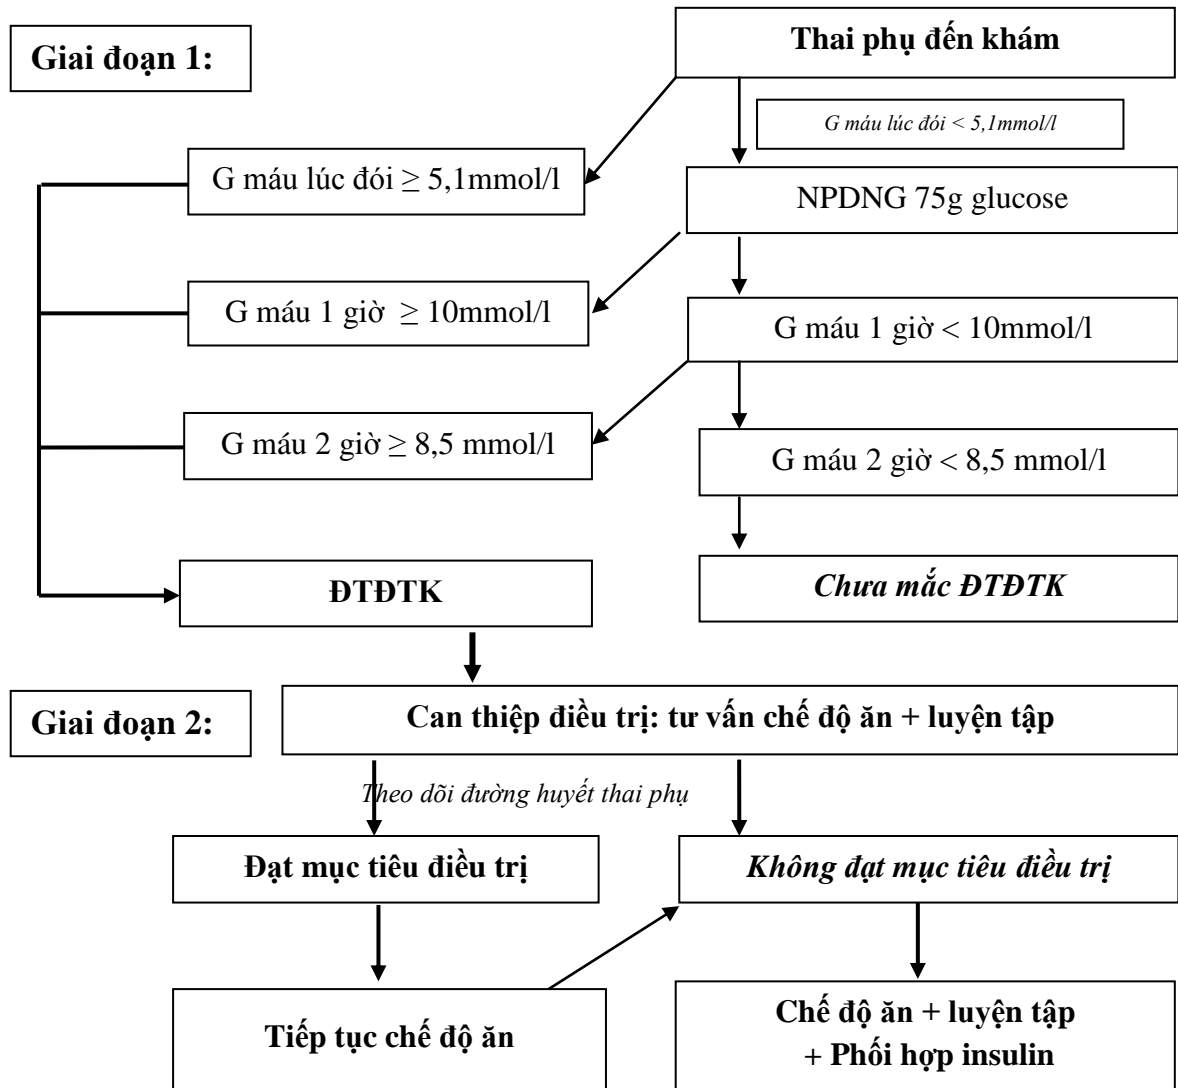 Giai đoạn 1:
Thai phụ đến khám
G máu lúc đói < 5,1mmol/l
G máu lúc đói ≥ 5,1mmol/l
NPDNG 75g glucose
G máu 1 giờ ≥ 10mmol/l
G máu 1 giờ < 10mmol/l
G máu 2 giờ ≥ 8,5 mmol/l
G máu 2 giờ < 8,5 mmol/l
ĐTĐTK
Chưa mắc ĐTĐTK
Giai đoạn 2:
Can thiệp điều trị: tư vấn chế độ ăn + luyện tập
Theo dõi đường huyết thai phụ
Đạt mục tiêu điều trị
Không đạt mục tiêu điều trị
Tiếp tục chế độ ăn
Chế độ ăn + luyện tập
+ Phối hợp insulin